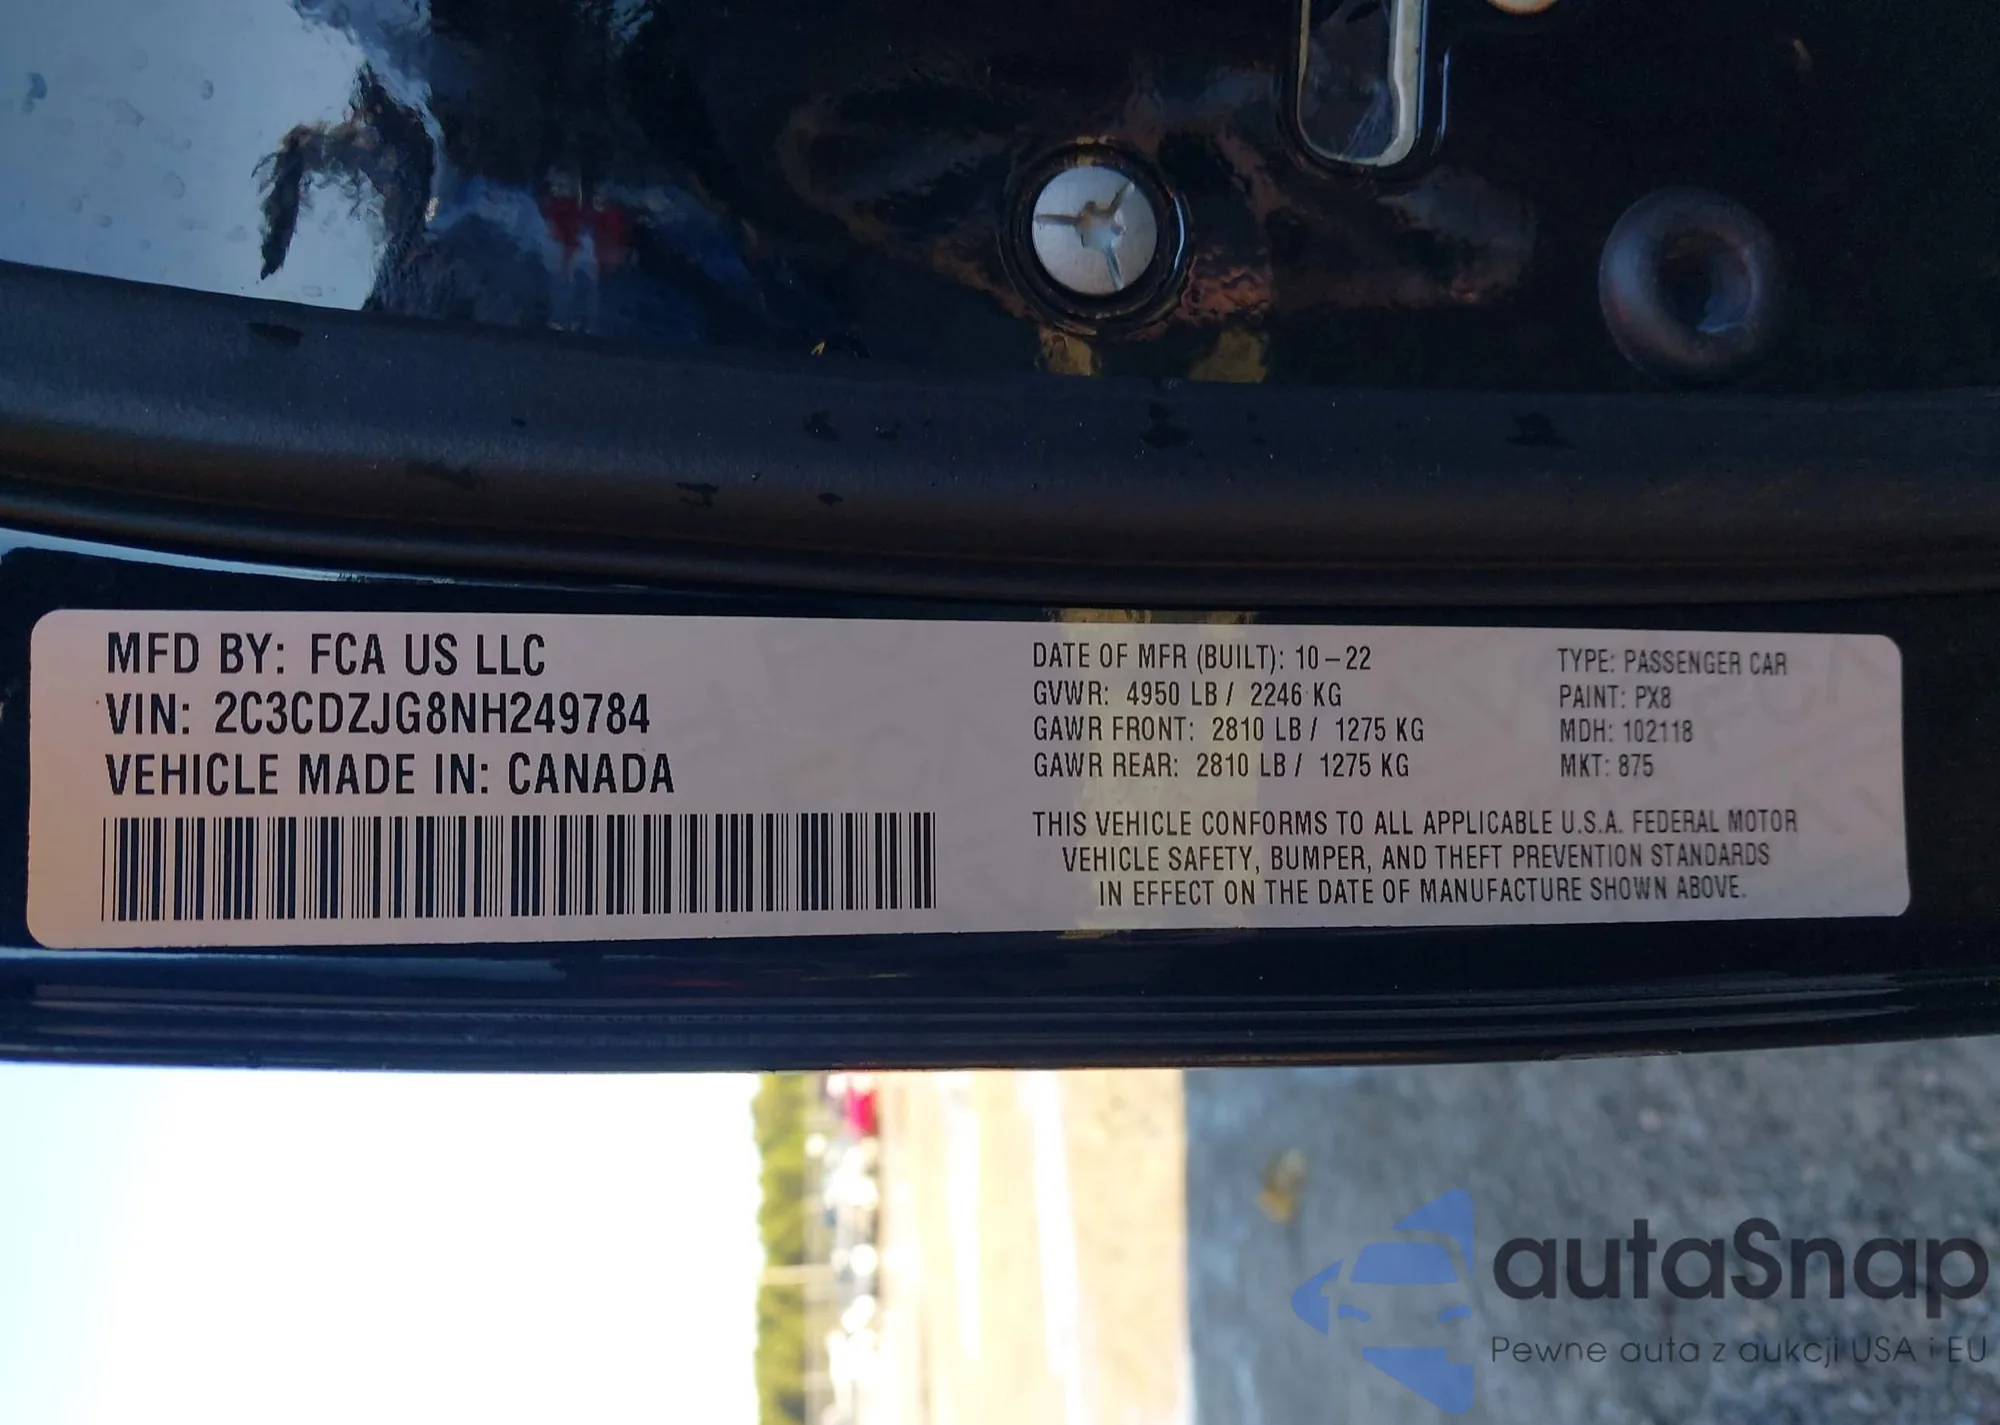 MFD BY: FCA US LLC
VIN: 2C3CDZJG8NH249784
VEHICLE MADE IN: CANADA
DATE OF MFR (BUILT): 10-22
GVWR: 4950 LB / 2246 KG
GAWR FRONT: 2810 LB / 1275 KG
GAWR REAR: 2810 LB / 1275 KG
TYPE: PASSENGER CAR
PAINT: PX8
MDH: 102118
MKT: 875
THIS VEHICLE CONFORMS TO ALL APPLICABLE U.S.A. FEDERAL MOTOR
VEHICLE SAFETY, BUMPER, AND THEFT PREVENTION STANDARDS
IN EFFECT ON THE DATE OF MANUFACTURE SHOWN ABOVE.
autaSnap
Pewne auta z aukcji USA i EU